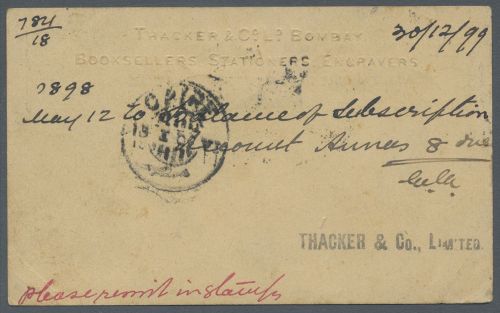 784
18
30/12/99
THACKER & Co. Ld. BOMBAY
BOOKSELLERS STATIONERS, ENGRAVERS
1898
May 12 to Balance of Subscription
account Annas 8 due
THACKER & Co., LIMITED.
Please remit in stamps